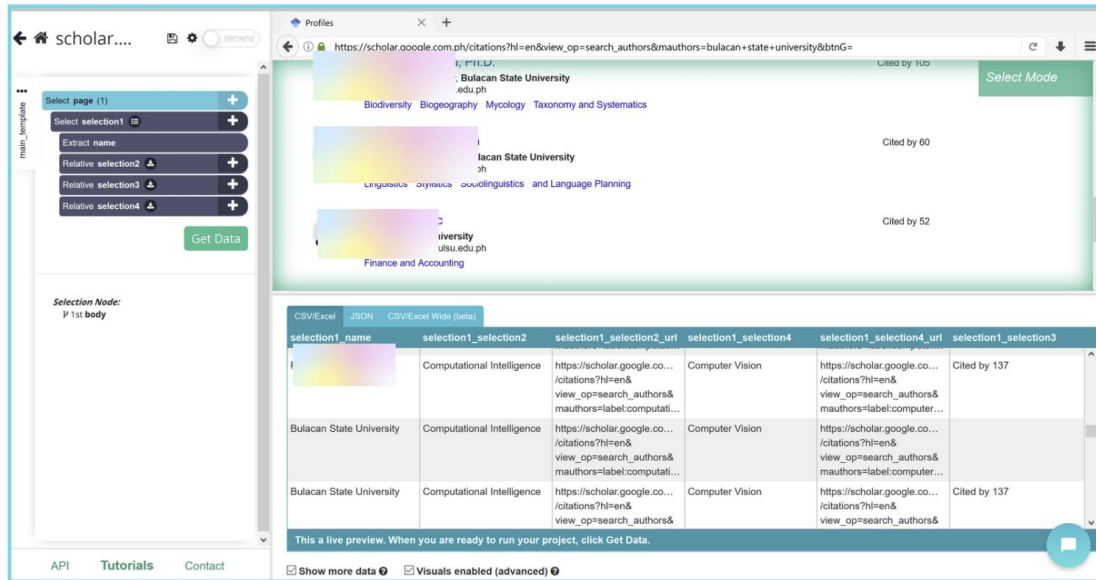 scholar....
BROWSE
main_template
Select page (1)
Select selection1
Extract name
Relative selection2
Relative selection3
Relative selection4
Get Data
Selection Node:
1st body
API Tutorials Contact
Profiles
https://scholar.google.com.ph/citations?hl=en&view_op=search_authors&mauthors=bulacan+state+university&btnG=
Select Mode
, Ph.D.
Cited by 105
, Bulacan State University
.edu.ph
Biodiversity Biogeography Mycology Taxonomy and Systematics
Cited by 60
State University
ph
Linguistics Stylistics Sociolinguistics and Language Planning
Cited by 52
.edu.ph
Finance and Accounting
CSV/Excel JSON CSV/Excel Wide (beta)
selection1_name selection1_selection2 selection1_selection2_url selection1_selection4 selection1_selection4_url selection1_selection3
Computational Intelligence https://scholar.google.co... Computer Vision https://scholar.google.co... Cited by 137
/citations?hl=en& /citations?hl=en&
view_op=search_authors& view_op=search_authors&
mauthors=label:computati... mauthors=label:computer...
Bulacan State University Computational Intelligence https://scholar.google.co... Computer Vision https://scholar.google.co...
/citations?hl=en& /citations?hl=en&
view_op=search_authors& view_op=search_authors&
mauthors=label:computati... mauthors=label:computer...
Bulacan State University Computational Intelligence https://scholar.google.co... Computer Vision https://scholar.google.co... Cited by 137
/citations?hl=en& /citations?hl=en&
view_op=search_authors& view_op=search_authors&
This a live preview. When you are ready to run your project, click Get Data.
Show more data Visuals enabled (advanced)